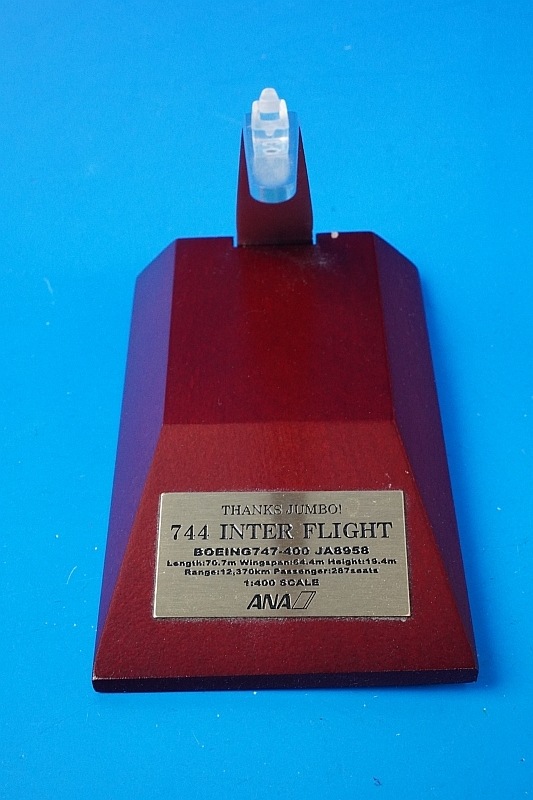 THANKS JUMBO!
744 INTER FLIGHT
BOEING747-400 JA8958
Length:70.7m Wingspan:64.4m Height:19.4m
Range:12,370km Passenger:287seats
1:400 SCALE
ANA